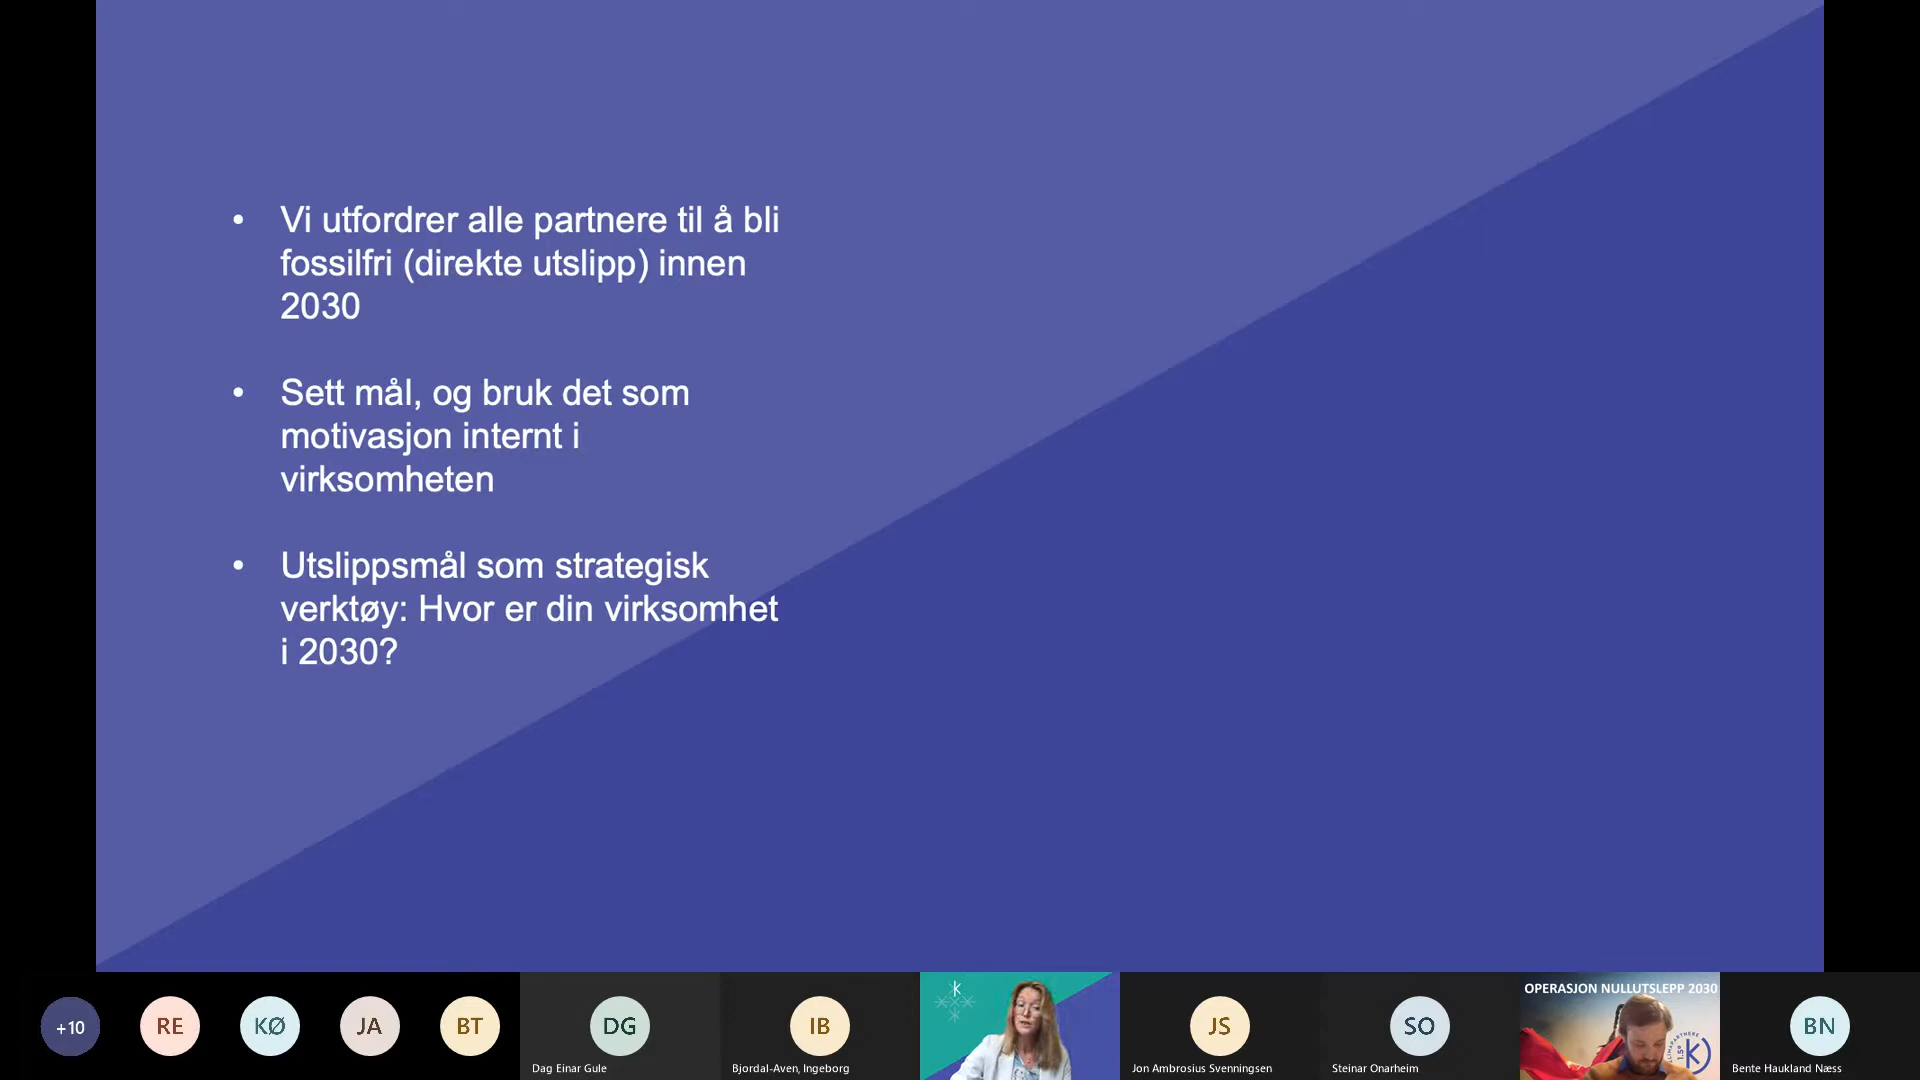 • Vi utfordrer alle partnere til å bli
fossilfri (direkte utslipp) innen
2030
• Sett mål, og bruk det som
motivasjon internt i
virksomheten
• Utslippsmål som strategisk
verktøy: Hvor er din virksomhet
i 2030?
+10
RE
KØ
JA
BT
DG
Dag Einar Gule
IB
Bjordal-Aven, Ingeborg
K
JS
Jon Ambrosius Svenningsen
SO
Steinar Onarheim
OPERASJON NULLUTSLEPP 2030
K
BN
Bente Haukland Næss